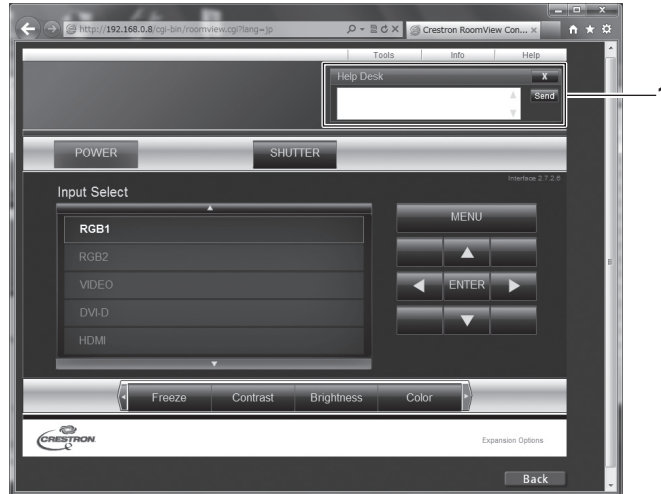 http://192.168.0.8/cgi-bin/roomview.cgi?lang=jp
Crestron RoomView Con... ×
Tools Info Help
Help Desk X
Send
1
POWER SHUTTER
Interface 2.7.2.6
Input Select
RGB1
RGB2
VIDEO
DVI-D
HDMI
MENU
ENTER
Freeze Contrast Brightness Color
CRESTRON
Expansion Options
Back